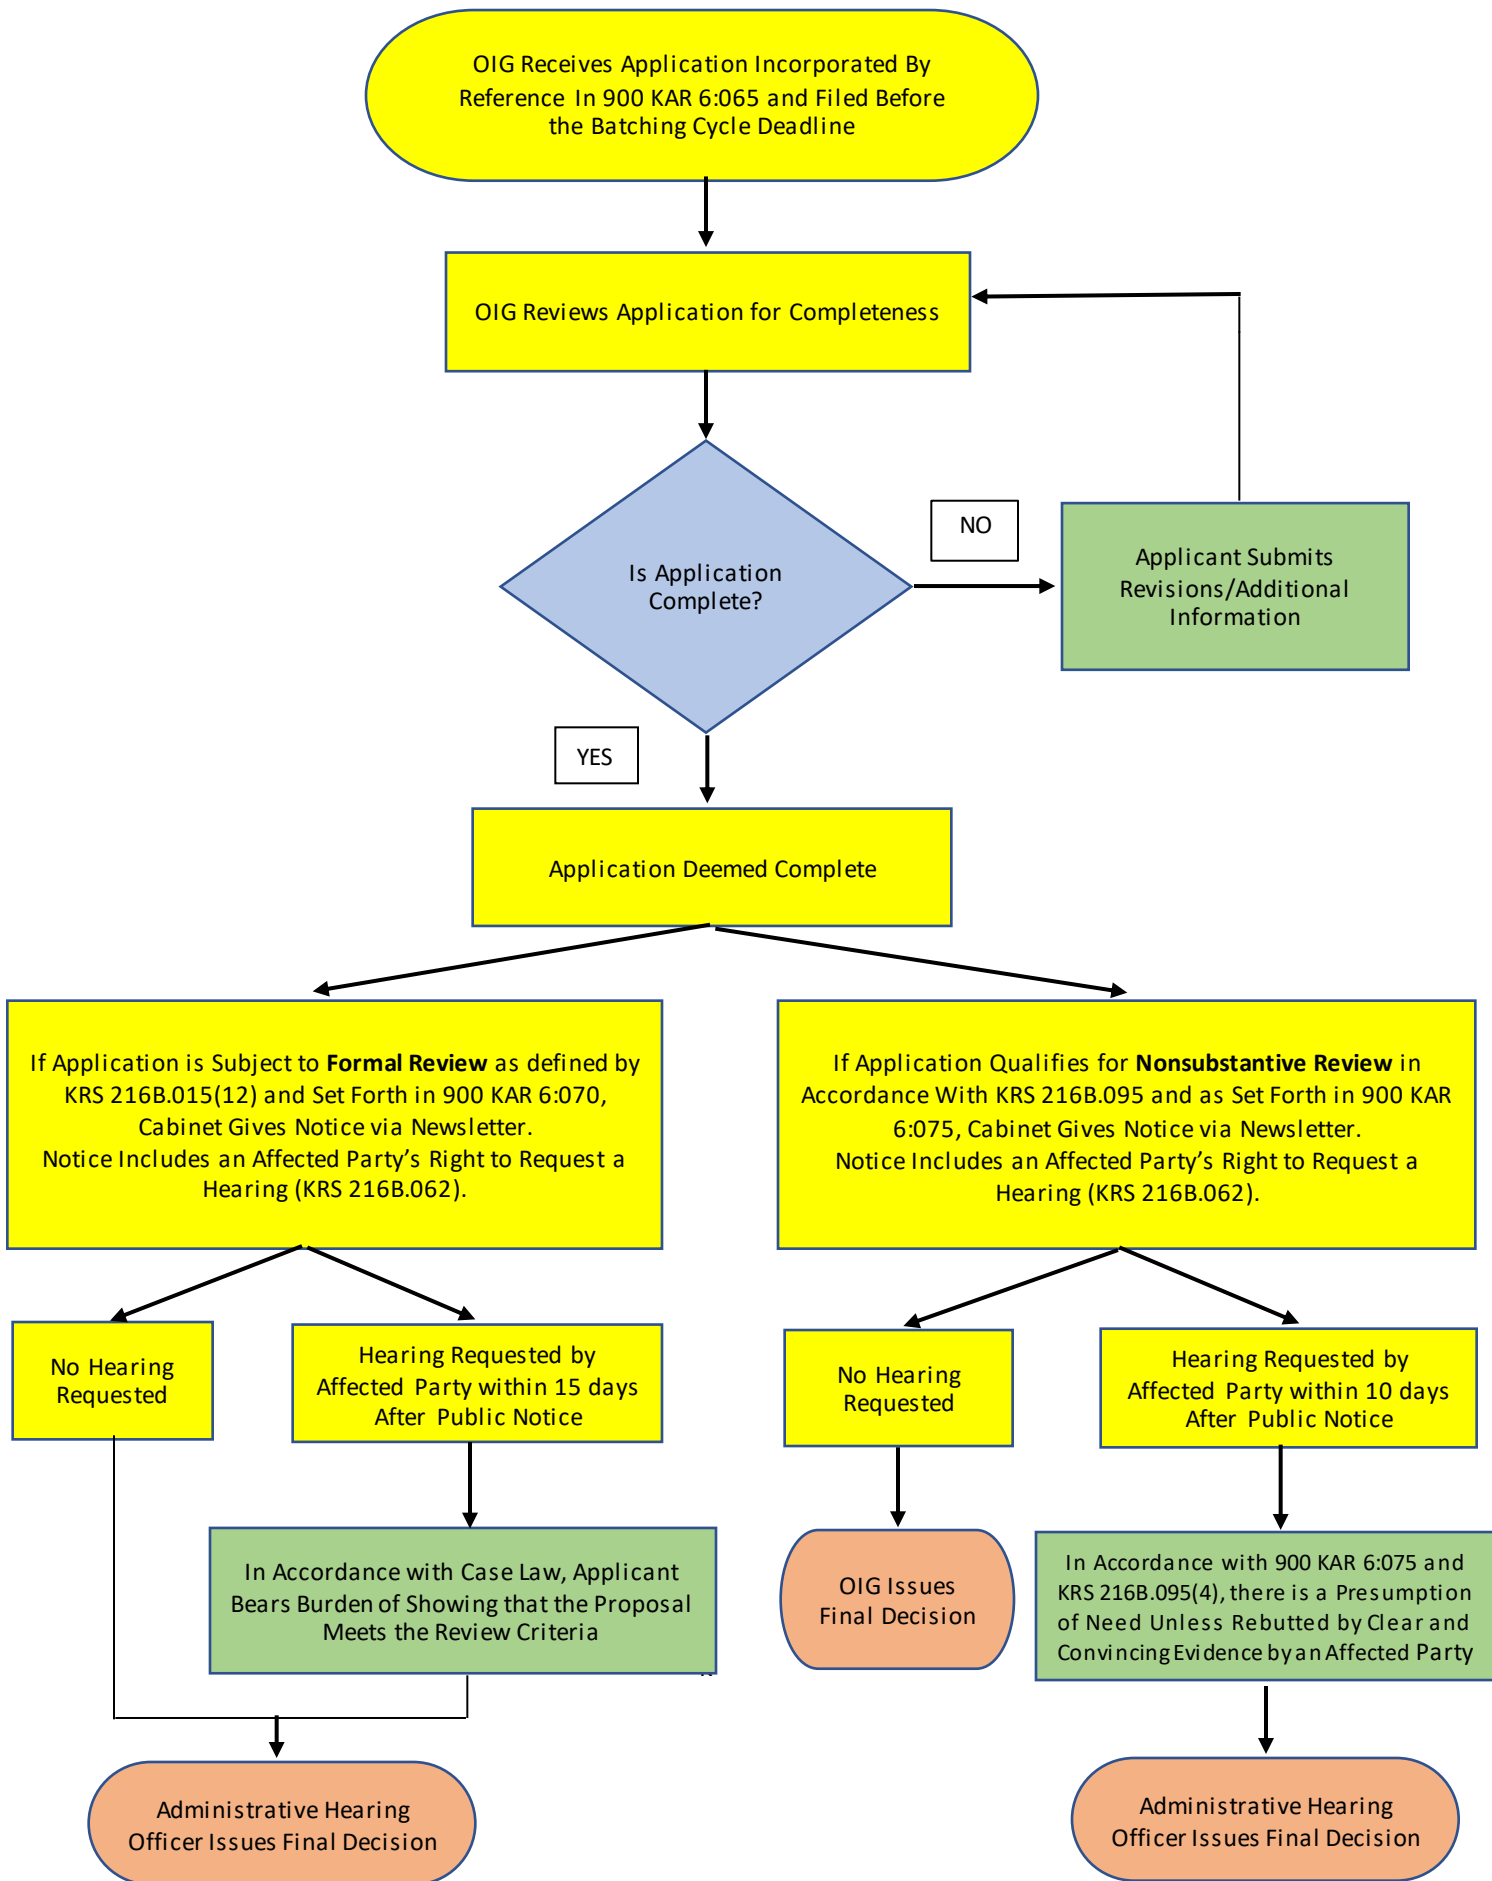 OIG Receives Application Incorporated By
Reference In 900 KAR 6:065 and Filed Before
the Batching Cycle Deadline
OIG Reviews Application for Completeness
Is Application
Complete?
NO
Applicant Submits
Revisions/Additional
Information
YES
Application Deemed Complete
If Application is Subject to Formal Review as defined by
KRS 216B.015(12) and Set Forth in 900 KAR 6:070,
Cabinet Gives Notice via Newsletter.
Notice Includes an Affected Party’s Right to Request a
Hearing (KRS 216B.062).
If Application Qualifies for Nonsubstantive Review in
Accordance With KRS 216B.095 and as Set Forth in 900 KAR
6:075, Cabinet Gives Notice via Newsletter.
Notice Includes an Affected Party’s Right to Request a
Hearing (KRS 216B.062).
No Hearing
Requested
Hearing Requested by
Affected Party within 15 days
After Public Notice
No Hearing
Requested
Hearing Requested by
Affected Party within 10 days
After Public Notice
In Accordance with Case Law, Applicant
Bears Burden of Showing that the Proposal
Meets the Review Criteria
OIG Issues
Final Decision
In Accordance with 900 KAR 6:075 and
KRS 216B.095(4), there is a Presumption
of Need Unless Rebutted by Clear and
Convincing Evidence by an Affected Party
Administrative Hearing
Officer Issues Final Decision
Administrative Hearing
Officer Issues Final Decision